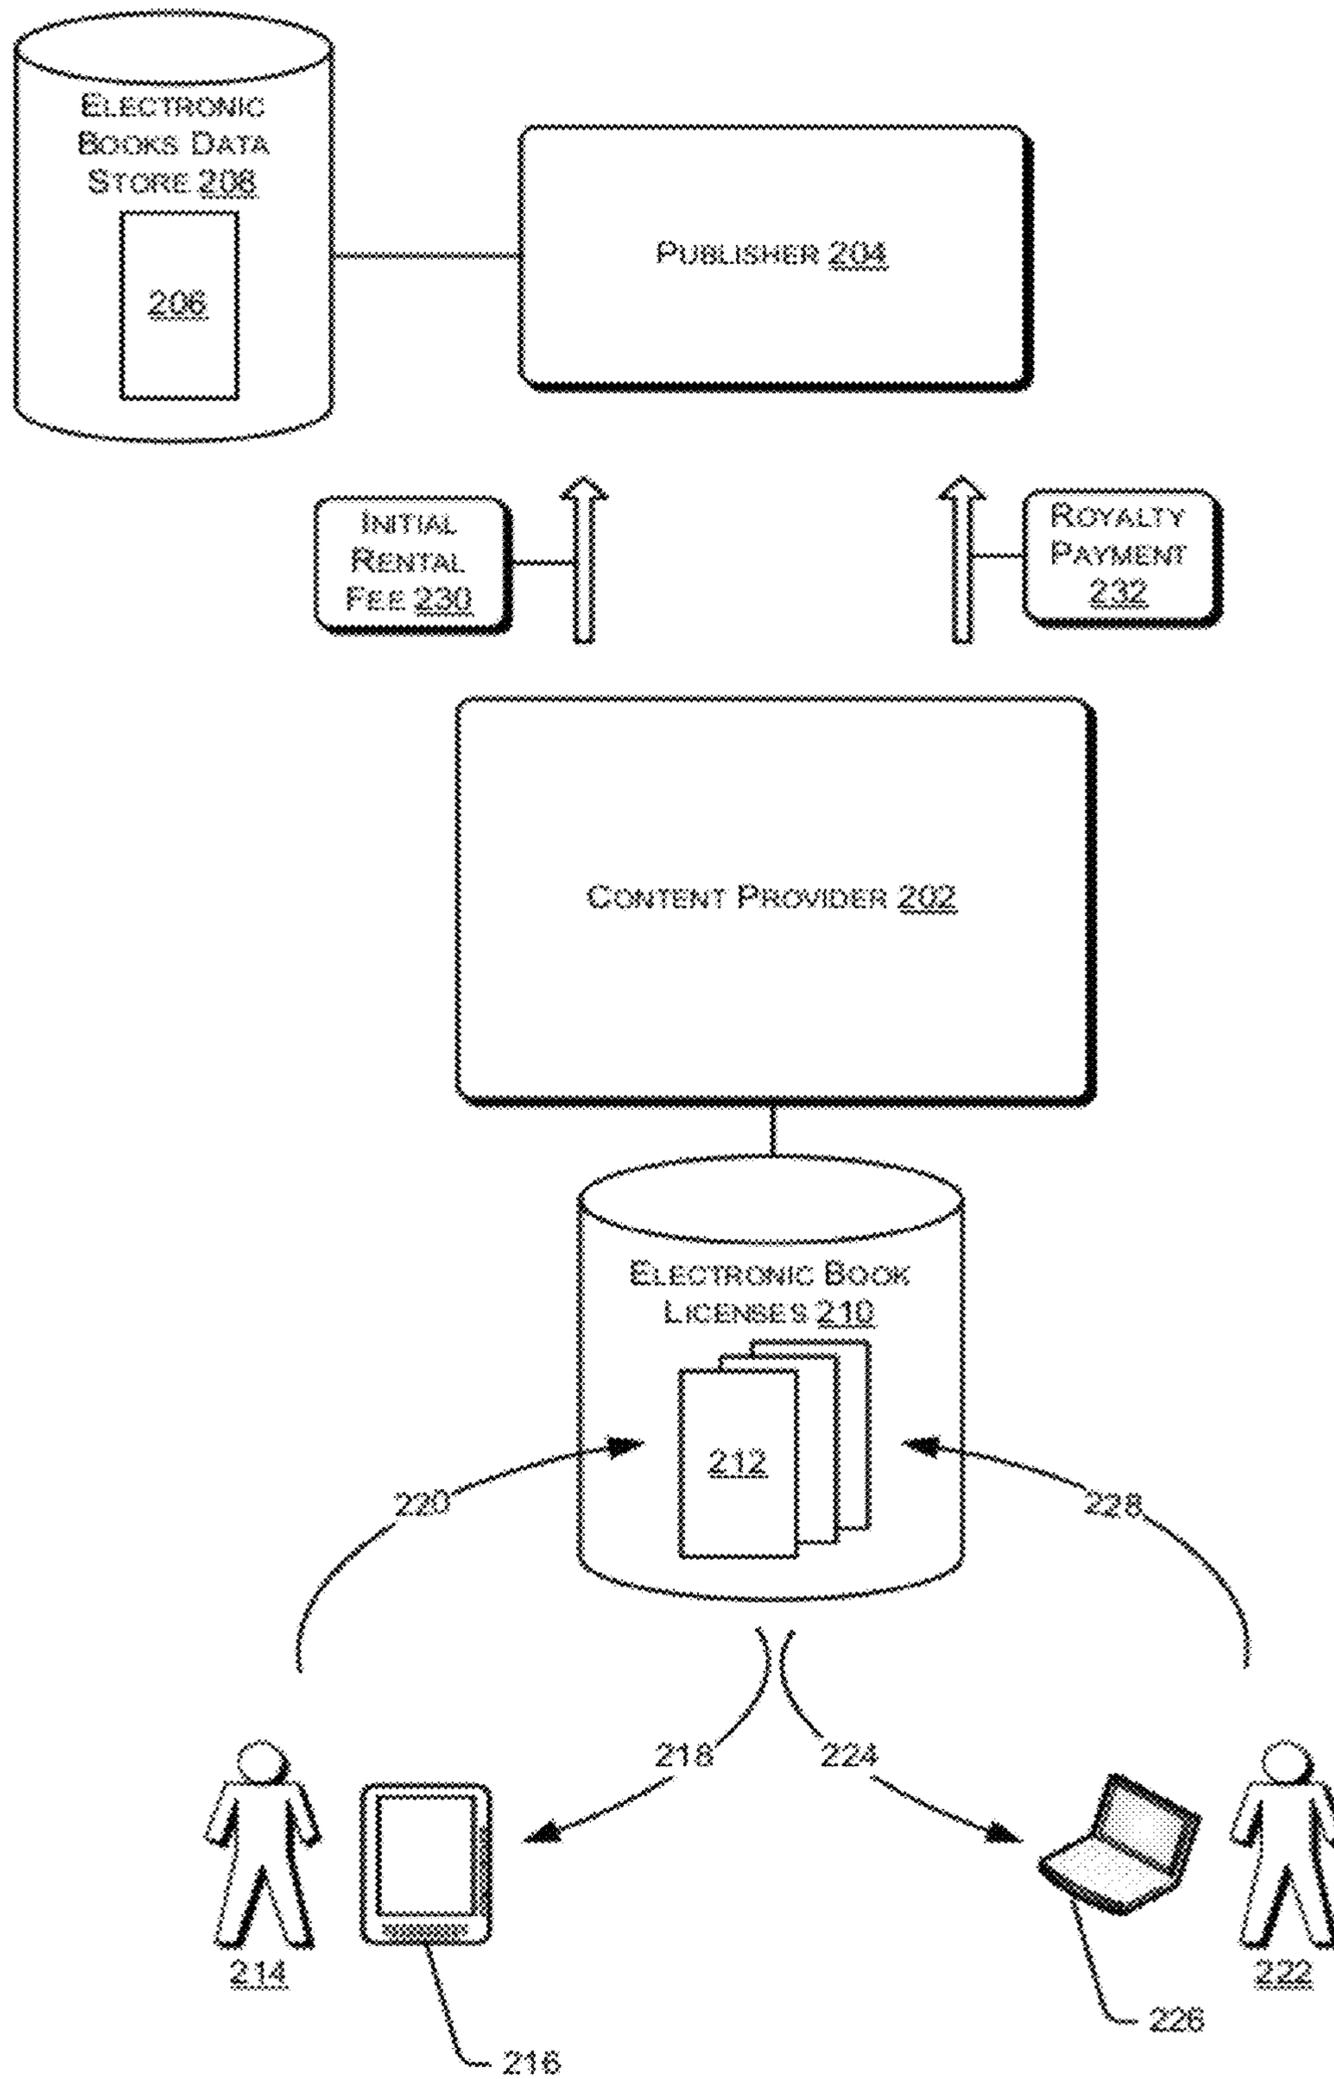 ELECTRONIC
BOOKS DATA
STORE 208
206
PUBLISHER 204
INITIAL
RENTAL
FEE 230
ROYALTY
PAYMENT
232
CONTENT PROVIDER 202
ELECTRONIC BOOK
LICENSES 210
212
220
228
218
224
214
222
226
216